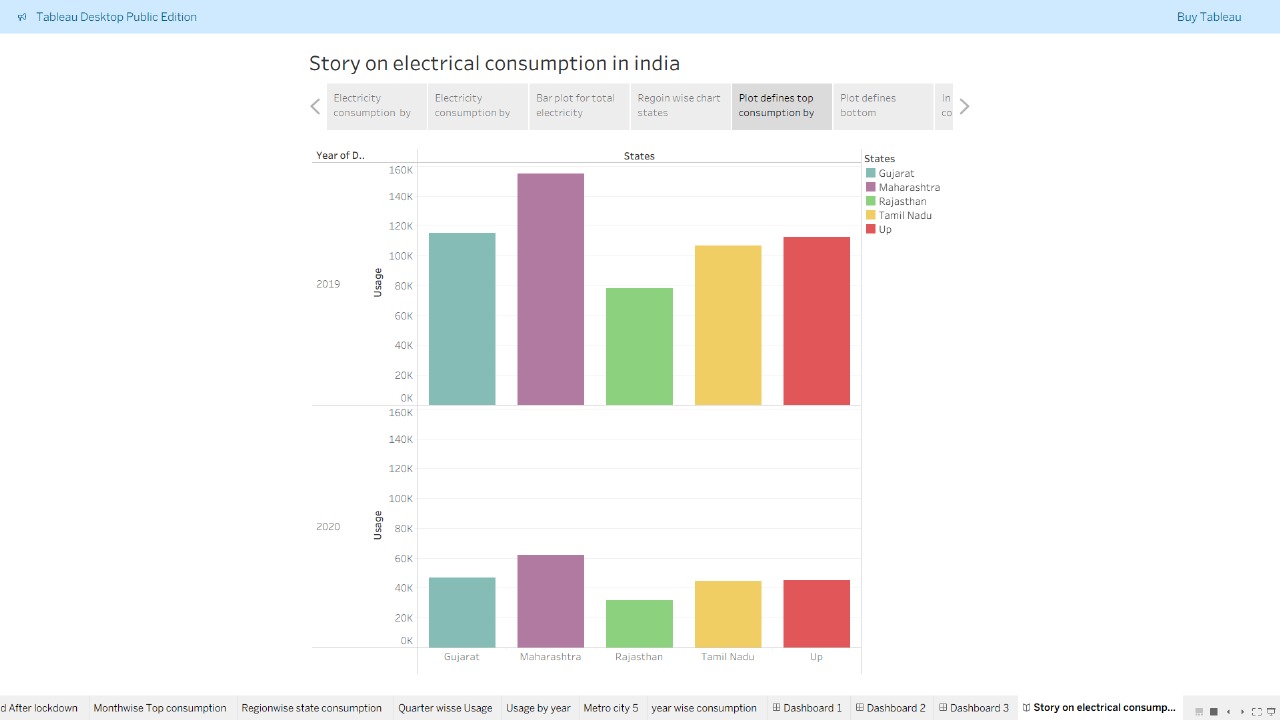 Tableau Desktop Public Edition
Buy Tableau
Story on electrical consumption in india
Electricity
consumption by
Electricity
consumption by
Bar plot for total
electricity
Regoin wise chart
states
Plot defines top
consumption by
Plot defines
bottom
In
co
Year of D..
States
160K
140K
120K
100K
80K
60K
40K
20K
0K
Usage
2019
160K
140K
120K
100K
80K
60K
40K
20K
0K
Usage
2020
Gujarat
Maharashtra
Rajasthan
Tamil Nadu
Up
States
Gujarat
Maharashtra
Rajasthan
Tamil Nadu
Up
d After lockdown
Monthwise Top consumption
Regionwise state consumption
Quarter wisse Usage
Usage by year
Metro city 5
year wise consumption
Dashboard 1
Dashboard 2
Dashboard 3
Story on electrical consump...